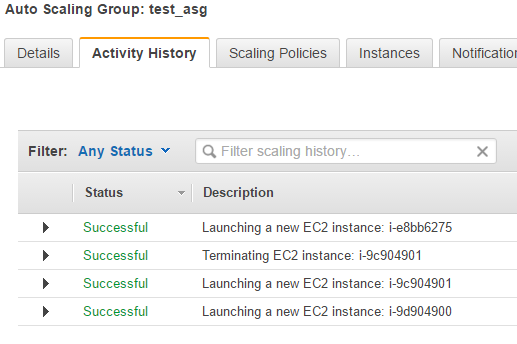 Auto Scaling Group: test_asg
Details Activity History Scaling Policies Instances Notification
Filter: Any Status Filter scaling history…
Status Description
Successful Launching a new EC2 instance: i-e8bb6275
Successful Terminating EC2 instance: i-9c904901
Successful Launching a new EC2 instance: i-9c904901
Successful Launching a new EC2 instance: i-9d904900